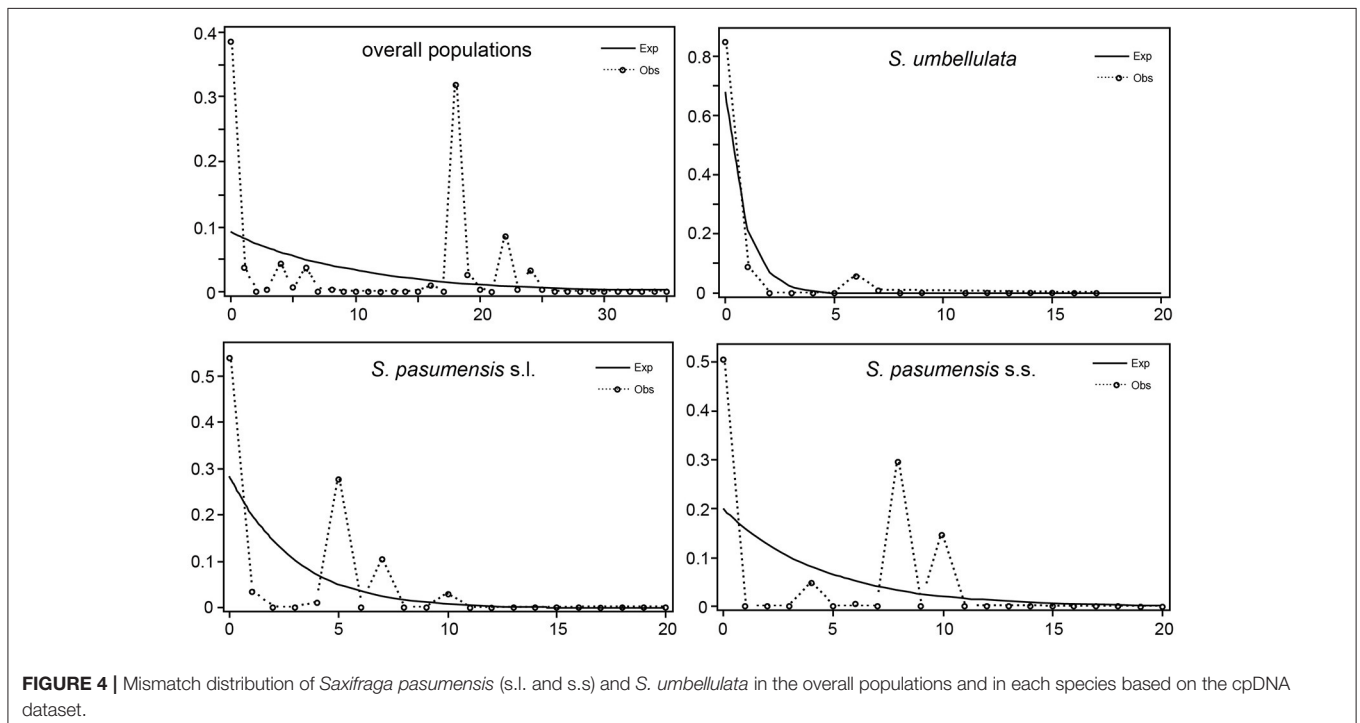 overall populations
Exp
Obs
0.4
0.3
0.2
0.1
0
0
10
20
30
S. umbellulata
Exp
Obs
0.8
0.6
0.4
0.2
0
0
5
10
15
20
S. pasumensis s.l.
Exp
Obs
0.5
0.4
0.3
0.2
0.1
0
0
5
10
15
20
S. pasumensis s.s.
Exp
Obs
0.5
0.4
0.3
0.2
0.1
0
0
5
10
15
20
FIGURE 4 | Mismatch distribution of Saxifraga pasumensis (s.l. and s.s) and S. umbellulata in the overall populations and in each species based on the cpDNA
dataset.